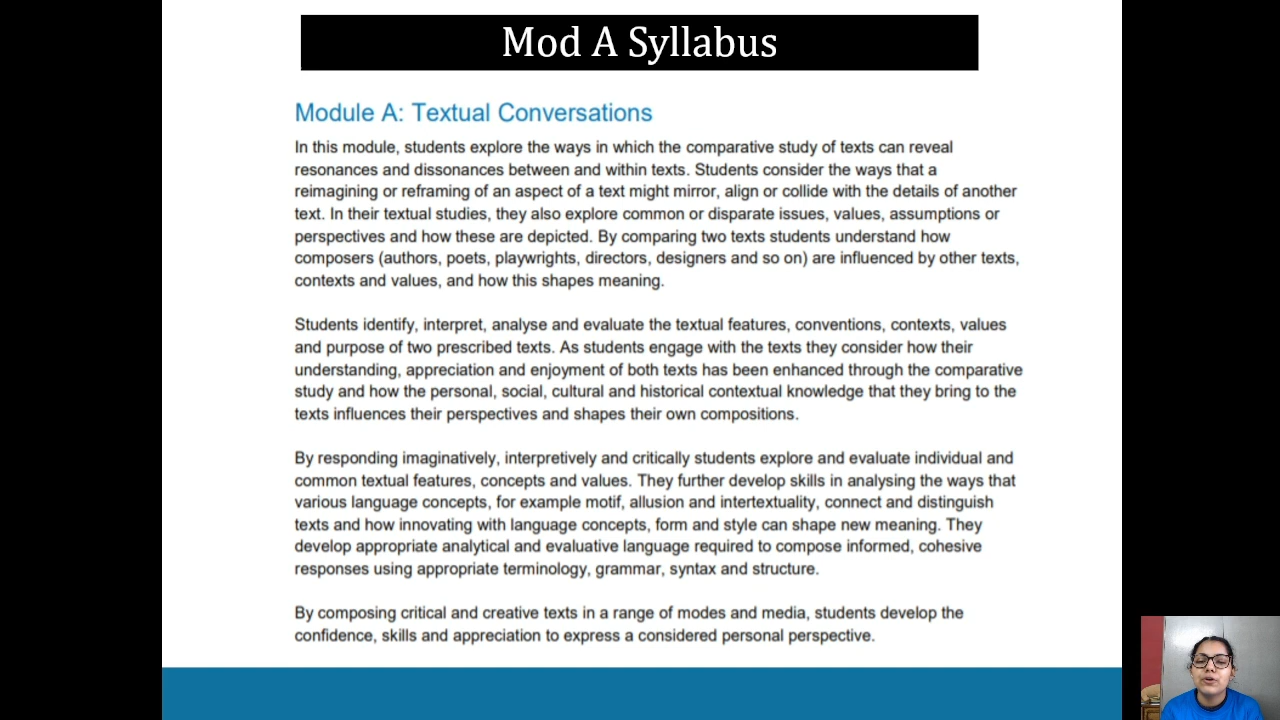 Mod A Syllabus
Module A: Textual Conversations
In this module, students explore the ways in which the comparative study of texts can reveal
resonances and dissonances between and within texts. Students consider the ways that a
reimagining or reframing of an aspect of a text might mirror, align or collide with the details of another
text. In their textual studies, they also explore common or disparate issues, values, assumptions or
perspectives and how these are depicted. By comparing two texts students understand how
composers (authors, poets, playwrights, directors, designers and so on) are influenced by other texts,
contexts and values, and how this shapes meaning.
Students identify, interpret, analyse and evaluate the textual features, conventions, contexts, values
and purpose of two prescribed texts. As students engage with the texts they consider how their
understanding, appreciation and enjoyment of both texts has been enhanced through the comparative
study and how the personal, social, cultural and historical contextual knowledge that they bring to the
texts influences their perspectives and shapes their own compositions.
By responding imaginatively, interpretively and critically students explore and evaluate individual and
common textual features, concepts and values. They further develop skills in analysing the ways that
various language concepts, for example motif, allusion and intertextuality, connect and distinguish
texts and how innovating with language concepts, form and style can shape new meaning. They
develop appropriate analytical and evaluative language required to compose informed, cohesive
responses using appropriate terminology, grammar, syntax and structure.
By composing critical and creative texts in a range of modes and media, students develop the
confidence, skills and appreciation to express a considered personal perspective.